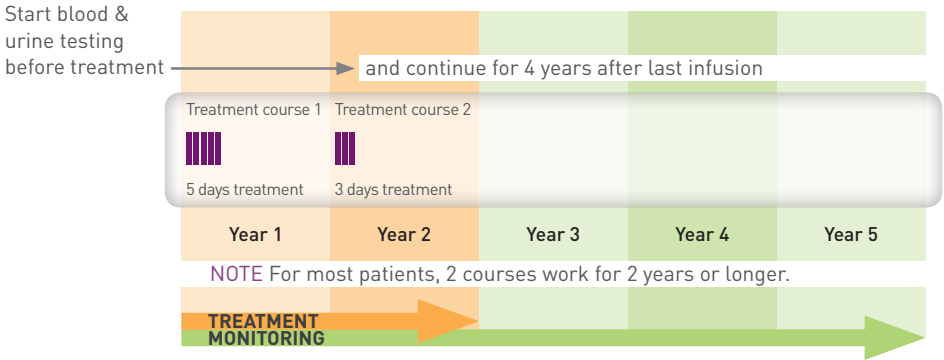 Start blood &
urine testing
before treatment
and continue for 4 years after last infusion
Treatment course 1
Treatment course 2
5 days treatment
3 days treatment
Year 1
Year 2
Year 3
Year 4
Year 5
NOTE For most patients, 2 courses work for 2 years or longer.
TREATMENT
MONITORING